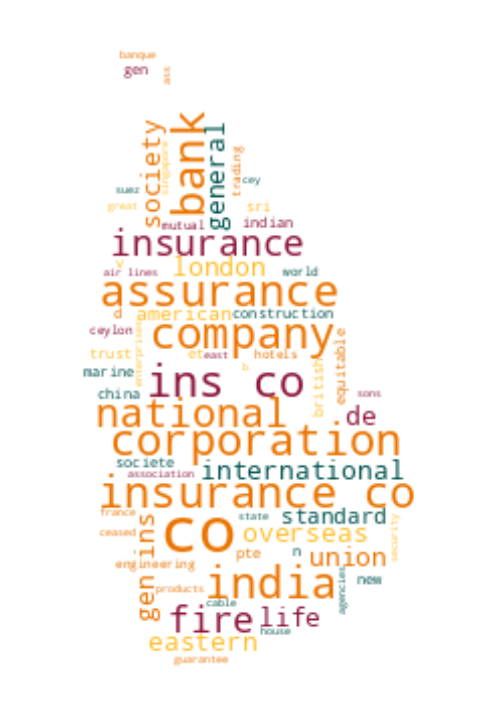 banque
gen
ass
society
singapore
bank
general
trading
cey
suez
great
sri
mutual
indian
insurance
v
london
air lines
world
assurance
d
american
construction
ceylon
company
enterprises
trust
et
east
hotels
equitable
marine
ins co
b
british
china
sons
national
de
corporation
societe
association
international
insurance co
france
co
state
standard
ceased
overseas
security
gen ins
pte
n
union
engineering
india
new
products
cable
agencies
fire
life
house
eastern
guarantee